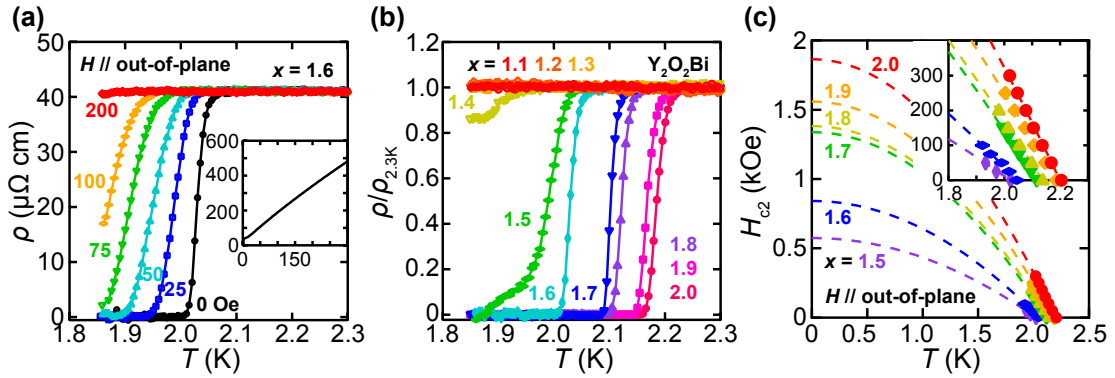 (a)
H // out-of-plane
x = 1.6
200
100
75
50
25
0 Oe
ρ (μΩ cm)
50
40
30
20
10
0
1.8 1.9 2.0 2.1 2.2 2.3
T (K)
600
400
200
0
0 150
(b)
x = 1.1 1.2 1.3
Y2O2Bi
1.4
1.5
1.6
1.7
1.8
1.9
2.0
ρ/ρ2.3K
1.2
1.0
0.8
0.6
0.4
0.2
0.0
1.8 1.9 2.0 2.1 2.2 2.3
T (K)
(c)
2.0
1.9
1.8
1.7
1.6
x = 1.5
H // out-of-plane
Hc2 (kOe)
2
1.5
1
0.5
0
0.0 0.5 1.0 1.5 2.0 2.5
T (K)
300
200
100
0
1.8 2.0 2.2